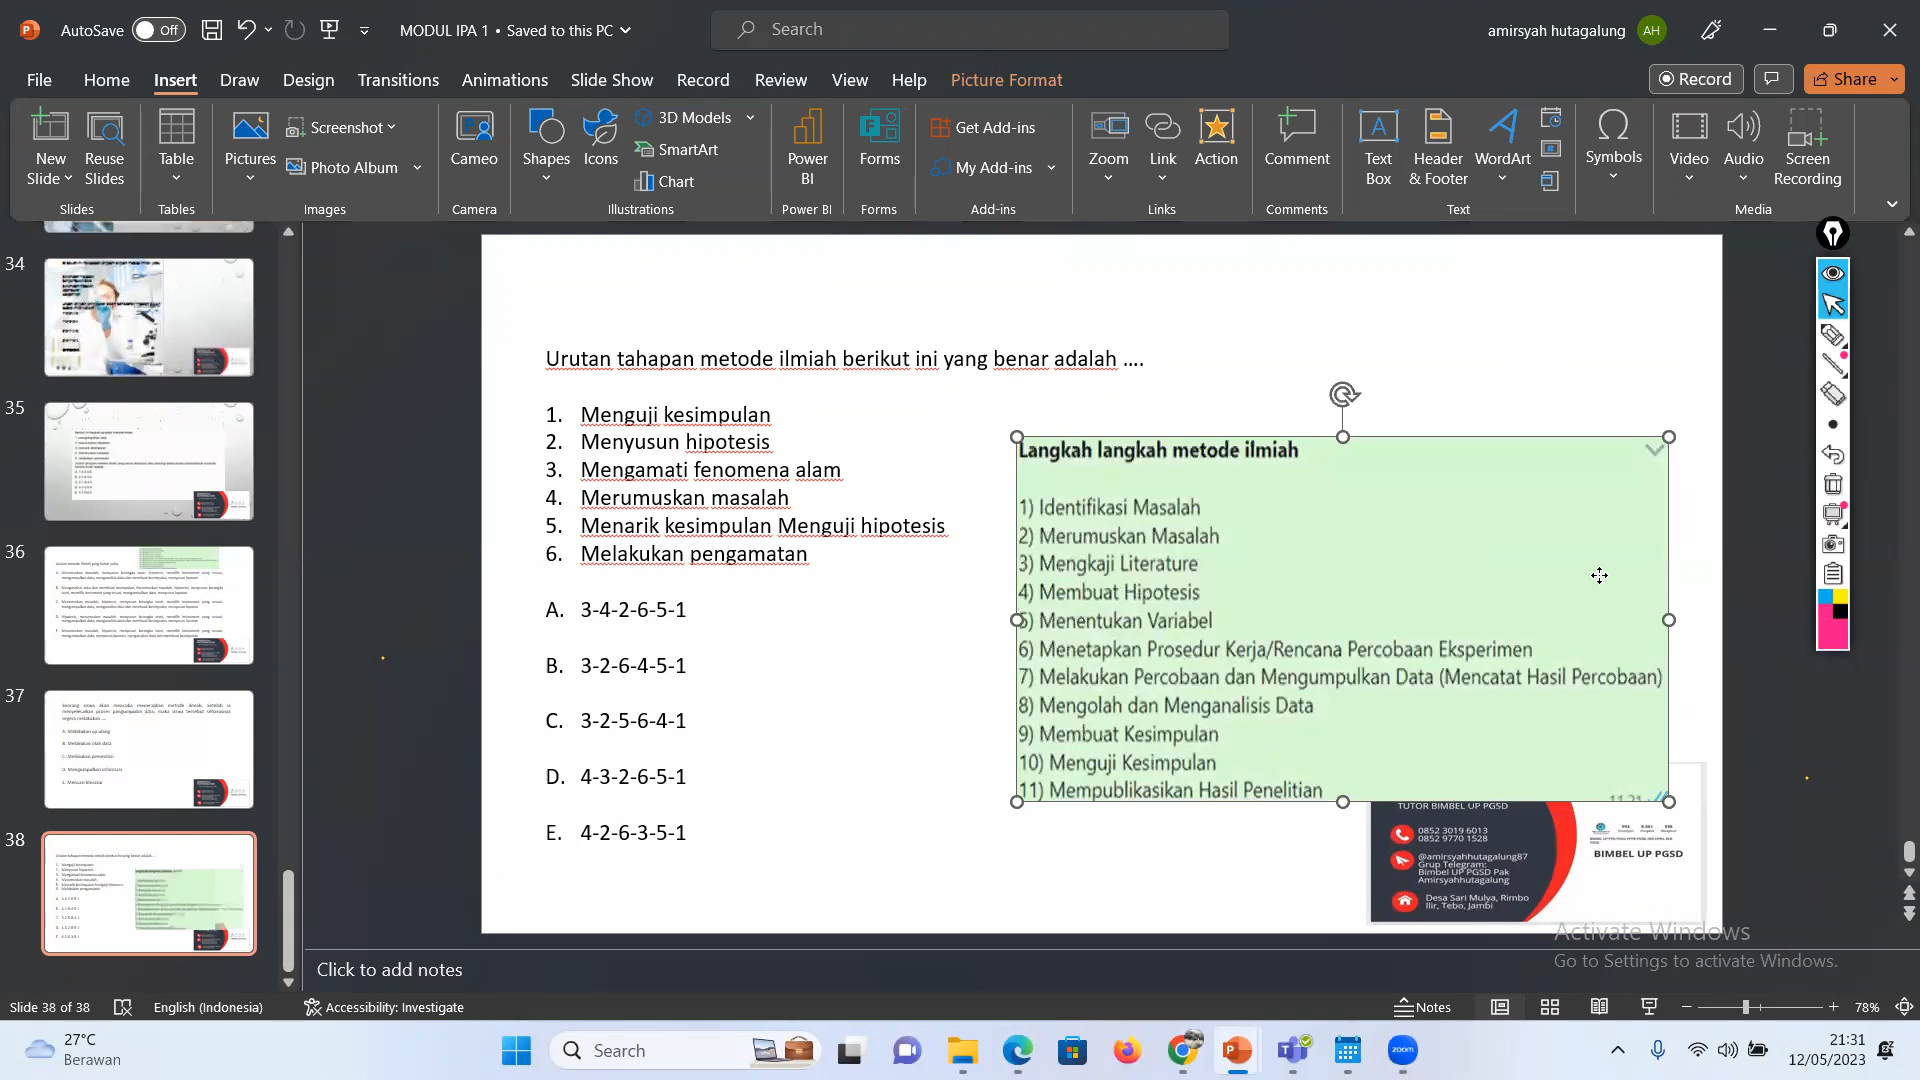 AutoSave Off MODUL IPA 1 • Saved to this PC Search amirsyah hutagalung AH
File Home Insert Draw Design Transitions Animations Slide Show Record Review View Help Picture Format Record Share
New Slide Reuse Slides Table Pictures Screenshot Photo Album Cameo Shapes Icons 3D Models SmartArt Chart Power BI Forms Get Add-ins My Add-ins Zoom Link Action Comment Text Box Header & Footer WordArt Symbols Video Audio Screen Recording
Slides Tables Images Camera Illustrations Power BI Forms Add-ins Links Comments Text Media
34
35
36
37
38
Urutan tahapan metode ilmiah berikut ini yang benar adalah ....
1. Menguji kesimpulan
2. Menyusun hipotesis
3. Mengamati fenomena alam
4. Merumuskan masalah
5. Menarik kesimpulan Menguji hipotesis
6. Melakukan pengamatan
A. 3-4-2-6-5-1
B. 3-2-6-4-5-1
C. 3-2-5-6-4-1
D. 4-3-2-6-5-1
E. 4-2-6-3-5-1
Langkah langkah metode ilmiah
1) Identifikasi Masalah
2) Merumuskan Masalah
3) Mengkaji Literature
4) Membuat Hipotesis
5) Menentukan Variabel
6) Menetapkan Prosedur Kerja/Rencana Percobaan Eksperimen
7) Melakukan Percobaan dan Mengumpulkan Data (Mencatat Hasil Percobaan)
8) Mengolah dan Menganalisis Data
9) Membuat Kesimpulan
10) Menguji Kesimpulan
11) Mempublikasikan Hasil Penelitian
TUTOR BIMBEL UP PGSD
0852 3019 6013
0852 9770 1528
@amirsyahhutagalung87
Grup Telegram:
Bimbel UP PGSD Pak
Amirsyahhutagalung
Desa Sari Mulya, Rimbo
Ilir, Tebo, Jambi
BIMBEL UP PGSD
Activate Windows
Go to Settings to activate Windows.
Click to add notes
Slide 38 of 38 English (Indonesia) Accessibility: Investigate Notes 78%
27°C
Berawan
Search
zoom
21:31
12/05/2023